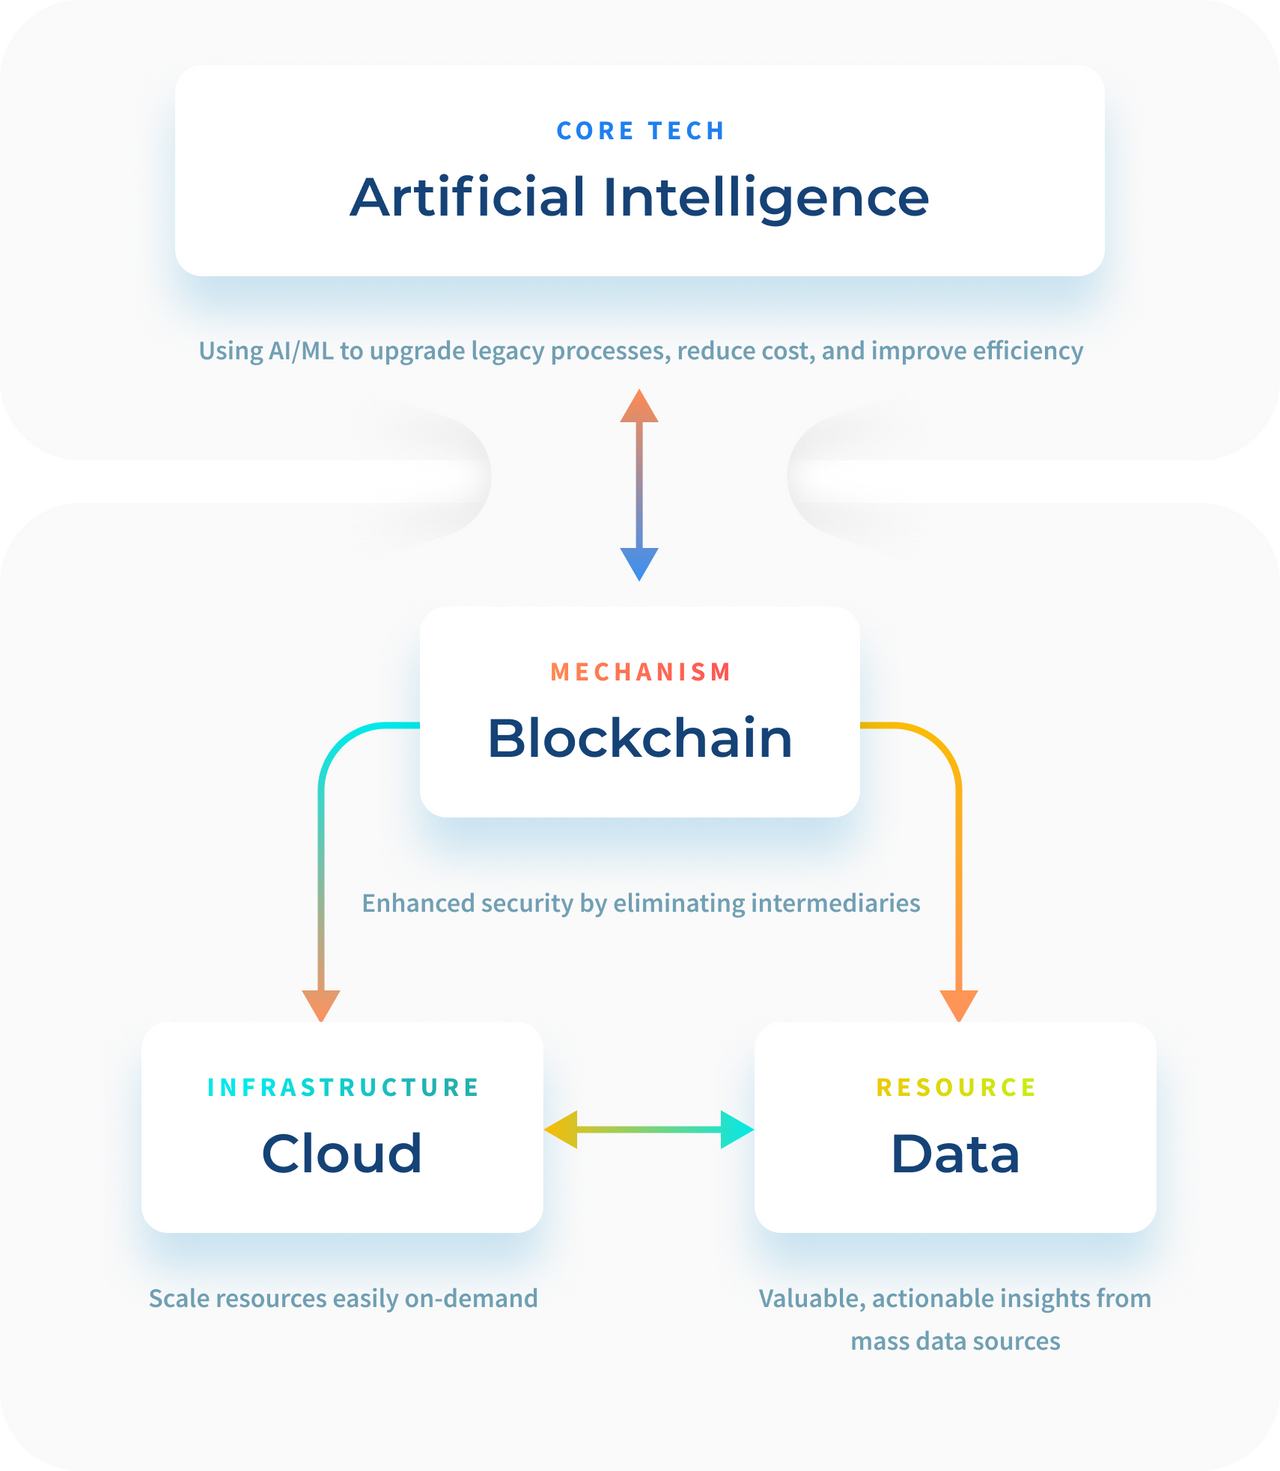 CORE TECH
Artificial Intelligence
Using AI/ML to upgrade legacy processes, reduce cost, and improve efficiency
MECHANISM
Blockchain
Enhanced security by eliminating intermediaries
INFRASTRUCTURE
Cloud
Scale resources easily on-demand
RESOURCE
Data
Valuable, actionable insights from
mass data sources